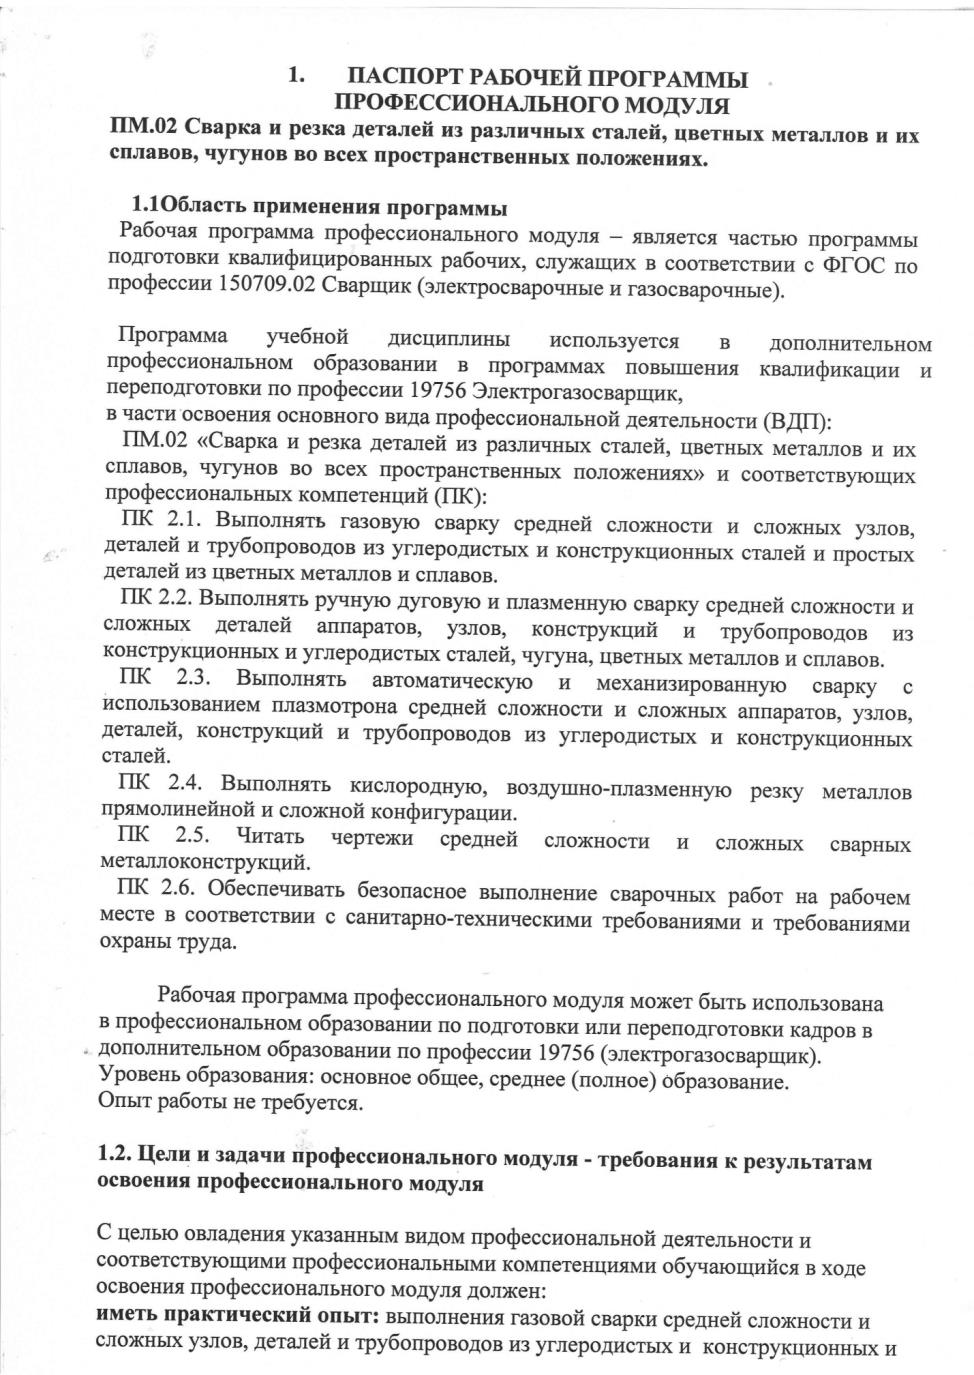 1. ПАСПОРТ РАБОЧЕЙ ПРОГРАММЫ
ПРОФЕССИОНАЛЬНОГО МОДУЛЯ
ПМ.02 Сварка и резка деталей из различных сталей, цветных металлов и их
сплавов, чугунов во всех пространственных положениях.
1.1Область применения программы
Рабочая программа профессионального модуля – является частью программы
подготовки квалифицированных рабочих, служащих в соответствии с ФГОС по
профессии 150709.02 Сварщик (электросварочные и газосварочные).
Программа учебной дисциплины используется в дополнительном
профессиональном образовании в программах повышения квалификации и
переподготовки по профессии 19756 Электрогазосварщик,
в части освоения основного вида профессиональной деятельности (ВДП):
ПМ.02 «Сварка и резка деталей из различных сталей, цветных металлов и их
сплавов, чугунов во всех пространственных положениях» и соответствующих
профессиональных компетенций (ПК):
ПК 2.1. Выполнять газовую сварку средней сложности и сложных узлов,
деталей и трубопроводов из углеродистых и конструкционных сталей и простых
деталей из цветных металлов и сплавов.
ПК 2.2. Выполнять ручную дуговую и плазменную сварку средней сложности и
сложных деталей аппаратов, узлов, конструкций и трубопроводов из
конструкционных и углеродистых сталей, чугуна, цветных металлов и сплавов.
ПК 2.3. Выполнять автоматическую и механизированную сварку с
использованием плазмотрона средней сложности и сложных аппаратов, узлов,
деталей, конструкций и трубопроводов из углеродистых и конструкционных
сталей.
ПК 2.4. Выполнять кислородную, воздушно-плазменную резку металлов
прямолинейной и сложной конфигурации.
ПК 2.5. Читать чертежи средней сложности и сложных сварных
металлоконструкций.
ПК 2.6. Обеспечивать безопасное выполнение сварочных работ на рабочем
месте в соответствии с санитарно-техническими требованиями и требованиями
охраны труда.
Рабочая программа профессионального модуля может быть использована
в профессиональном образовании по подготовки или переподготовки кадров в
дополнительном образовании по профессии 19756 (электрогазосварщик).
Уровень образования: основное общее, среднее (полное) образование.
Опыт работы не требуется.
1.2. Цели и задачи профессионального модуля - требования к результатам
освоения профессионального модуля
С целью овладения указанным видом профессиональной деятельности и
соответствующими профессиональными компетенциями обучающийся в ходе
освоения профессионального модуля должен:
иметь практический опыт: выполнения газовой сварки средней сложности и
сложных узлов, деталей и трубопроводов из углеродистых и конструкционных и